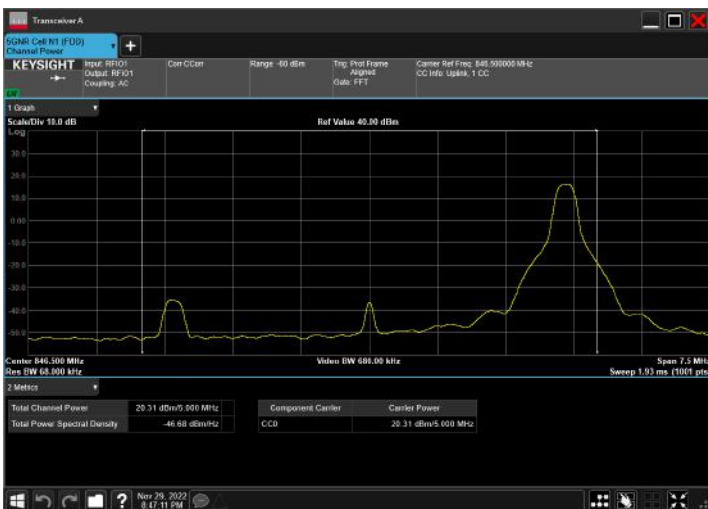 Transceiver A
5GNR Cell N1 (FDD)
Channel Power
KEYSIGHT
Input: RFIO1
Output: RFIO1
Coupling: AC
Corr CCorr
Range: -60 dBm
Trig: Prot Frame
Aligned
Gate: FFT
Carrier Ref Freq: 846.500000 MHz
CC Info: Uplink, 1 CC
1 Graph
Scale/Div 10.0 dB
Ref Value 40.00 dBm
Log
30.0
20.0
10.0
0.00
-10.0
-20.0
-30.0
-40.0
-50.0
Center 846.500 MHz
Video BW 680.00 kHz
Span 7.5 MHz
Res BW 68.000 kHz
Sweep 1.93 ms (1001 pts
2 Metrics
Total Channel Power 20.31 dBm/5.000 MHz
Total Power Spectral Density -46.68 dBm/Hz
Component Carrier Carrier Power
CC0 20.31 dBm/5.000 MHz
Nov 29, 2022
8:47:11 PM